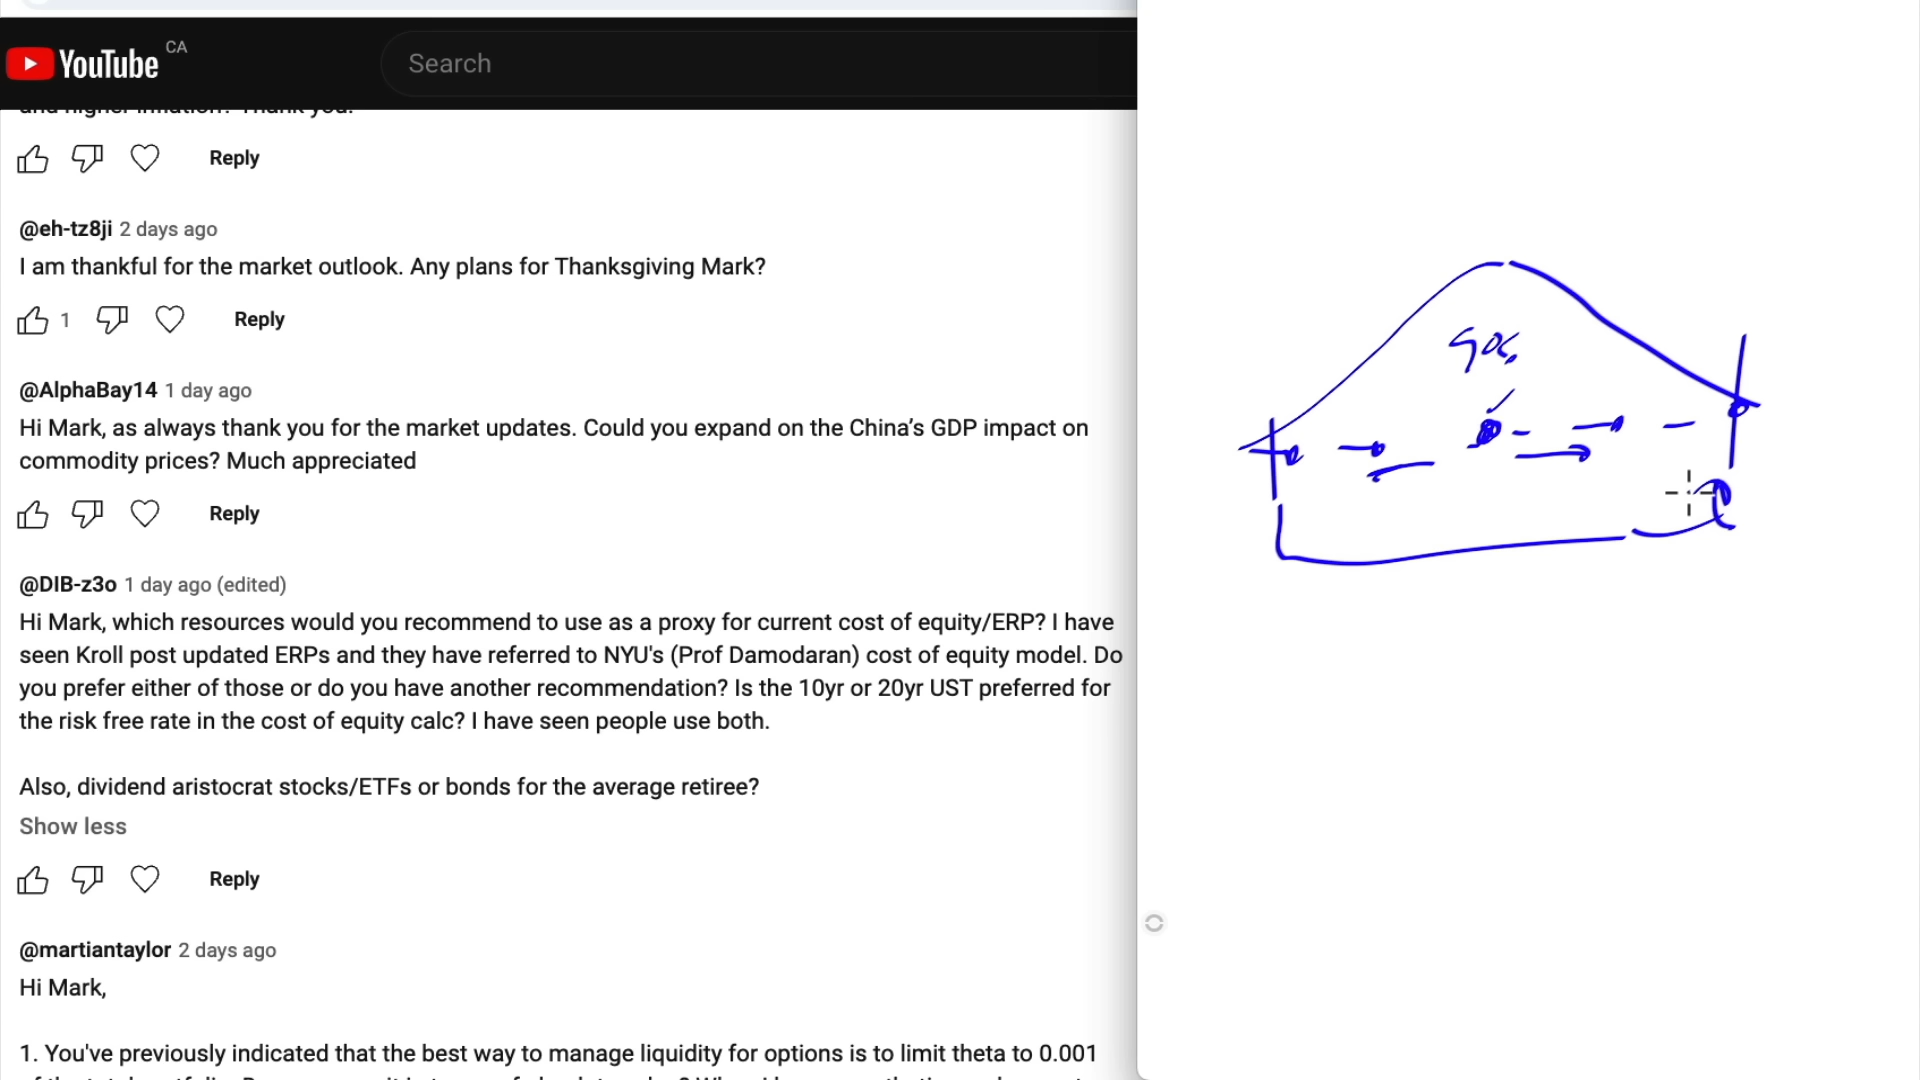 YouTube CA
Search
and higher inflation? Thank you!
Reply
@eh-tz8ji 2 days ago
I am thankful for the market outlook. Any plans for Thanksgiving Mark?
1 Reply
@AlphaBay14 1 day ago
Hi Mark, as always thank you for the market updates. Could you expand on the China’s GDP impact on
commodity prices? Much appreciated
Reply
@DIB-z3o 1 day ago (edited)
Hi Mark, which resources would you recommend to use as a proxy for current cost of equity/ERP? I have
seen Kroll post updated ERPs and they have referred to NYU's (Prof Damodaran) cost of equity model. Do
you prefer either of those or do you have another recommendation? Is the 10yr or 20yr UST preferred for
the risk free rate in the cost of equity calc? I have seen people use both.
Also, dividend aristocrat stocks/ETFs or bonds for the average retiree?
Show less
Reply
@martiantaylor 2 days ago
Hi Mark,
1. You've previously indicated that the best way to manage liquidity for options is to limit theta to 0.001